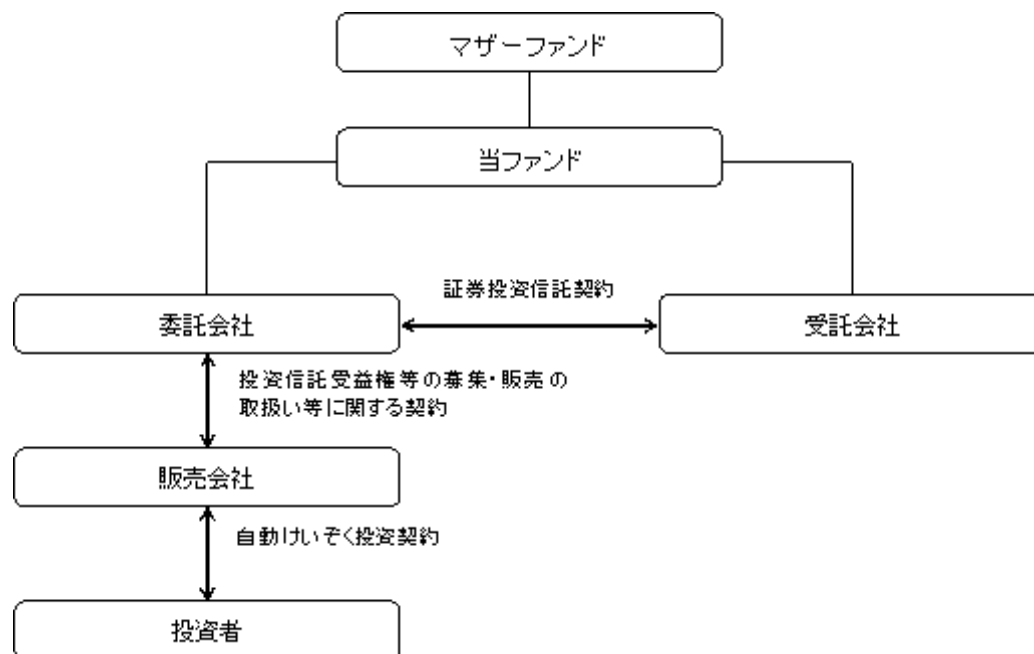 マザーファンド
当ファンド
証券投資信託契約
委託会社
受託会社
投資信託受益権等の募集・販売の
取扱い等に関する契約
販売会社
自動けいぞく投資契約
投資者